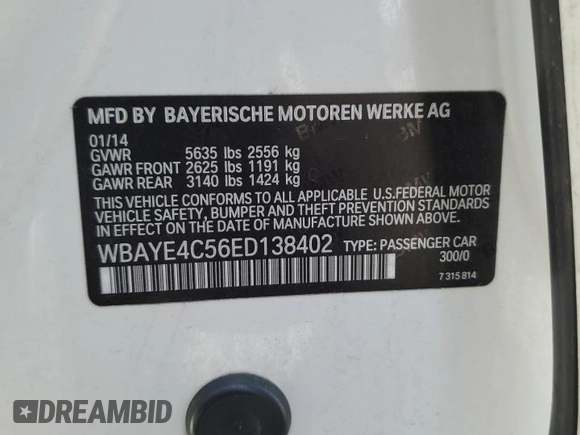 MFD BY BAYERISCHE MOTOREN WERKE AG
01/14
GVWR 5635 lbs 2556 kg
GAWR FRONT 2625 lbs 1191 kg
GAWR REAR 3140 lbs 1424 kg
THIS VEHICLE CONFORMS TO ALL APPLICABLE U.S.FEDERAL MOTOR
VEHICLE SAFETY, BUMPER AND THEFT PREVENTION STANDARDS
IN EFFECT ON THE DATE OF MANUFACTURE SHOWN ABOVE.
WBAYE4C56ED138402 TYPE: PASSENGER CAR
300/0
7 315 814
DREAMBID